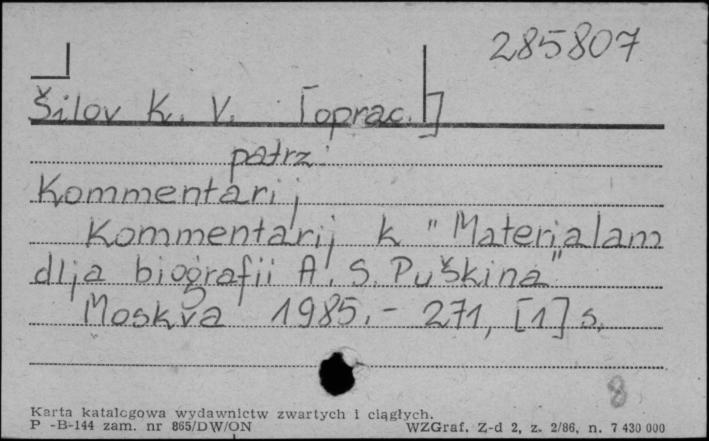 285807
Šilov K. V. [oprac.]
patrz:
Kommentarij
Kommentarij k "Materialam
dlja biografii A. S. Puškina"
Moskva 1985. - 271, [1] s.
8
Karta katalogowa wydawnictw zwartych i ciągłych.
P -B-144 zam. nr 865/DW/ON WZGraf. Z-d 2, z. 2/86, n. 7 430 000